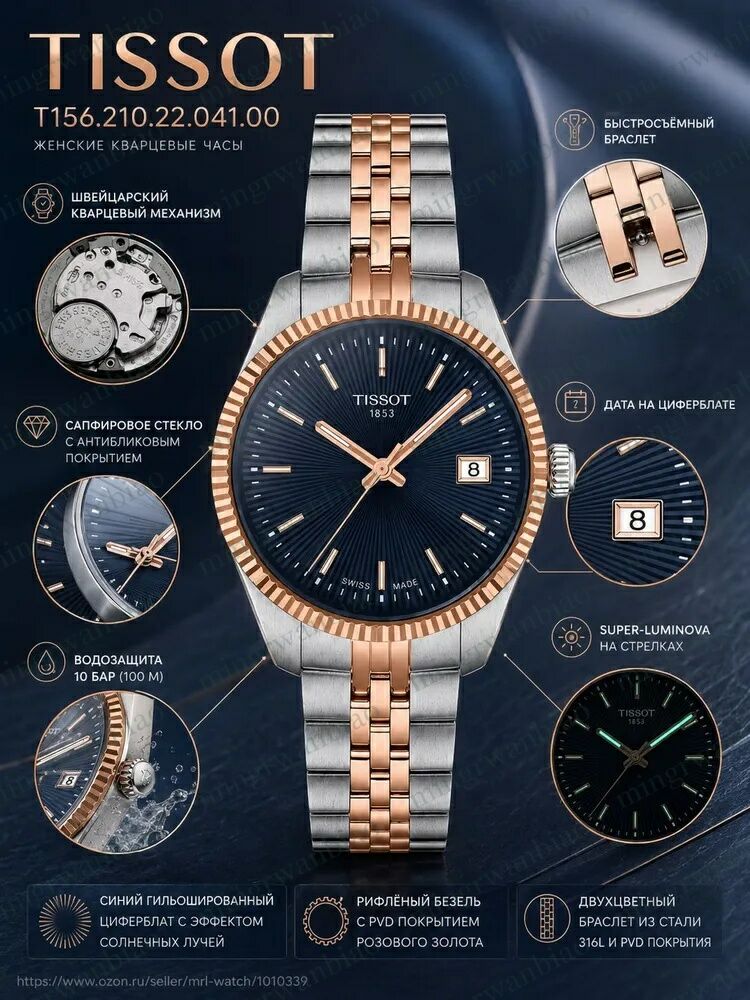 TISSOT
T156.210.22.041.00
ЖЕНСКИЕ КВАРЦЕВЫЕ ЧАСЫ
БЫСТРОСЪЁМНЫЙ
БРАСЛЕТ
ШВЕЙЦАРСКИЙ
КВАРЦЕВЫЙ МЕХАНИЗМ
TISSOT
1853
8
SWISS MADE
ДАТА НА ЦИФЕРБЛАТЕ
8
САПФИРОВОЕ СТЕКЛО
С АНТИБЛИКОВЫМ
ПОКРЫТИЕМ
SUPER-LUMINOVA
НА СТРЕЛКАХ
TISSOT
1853
ВОДОЗАЩИТА
10 БАР (100 М)
8
СИНИЙ ГИЛЬОШИРОВАННЫЙ
ЦИФЕРБЛАТ С ЭФФЕКТОМ
СОЛНЕЧНЫХ ЛУЧЕЙ
РИФЛЁНЫЙ БЕЗЕЛЬ
С PVD ПОКРЫТИЕМ
РОЗОВОГО ЗОЛОТА
ДВУХЦВЕТНЫЙ
БРАСЛЕТ ИЗ СТАЛИ
316L И PVD ПОКРЫТИЯ
https://www.ozon.ru/seller/mrl-watch/1010339
mingrwanbiao